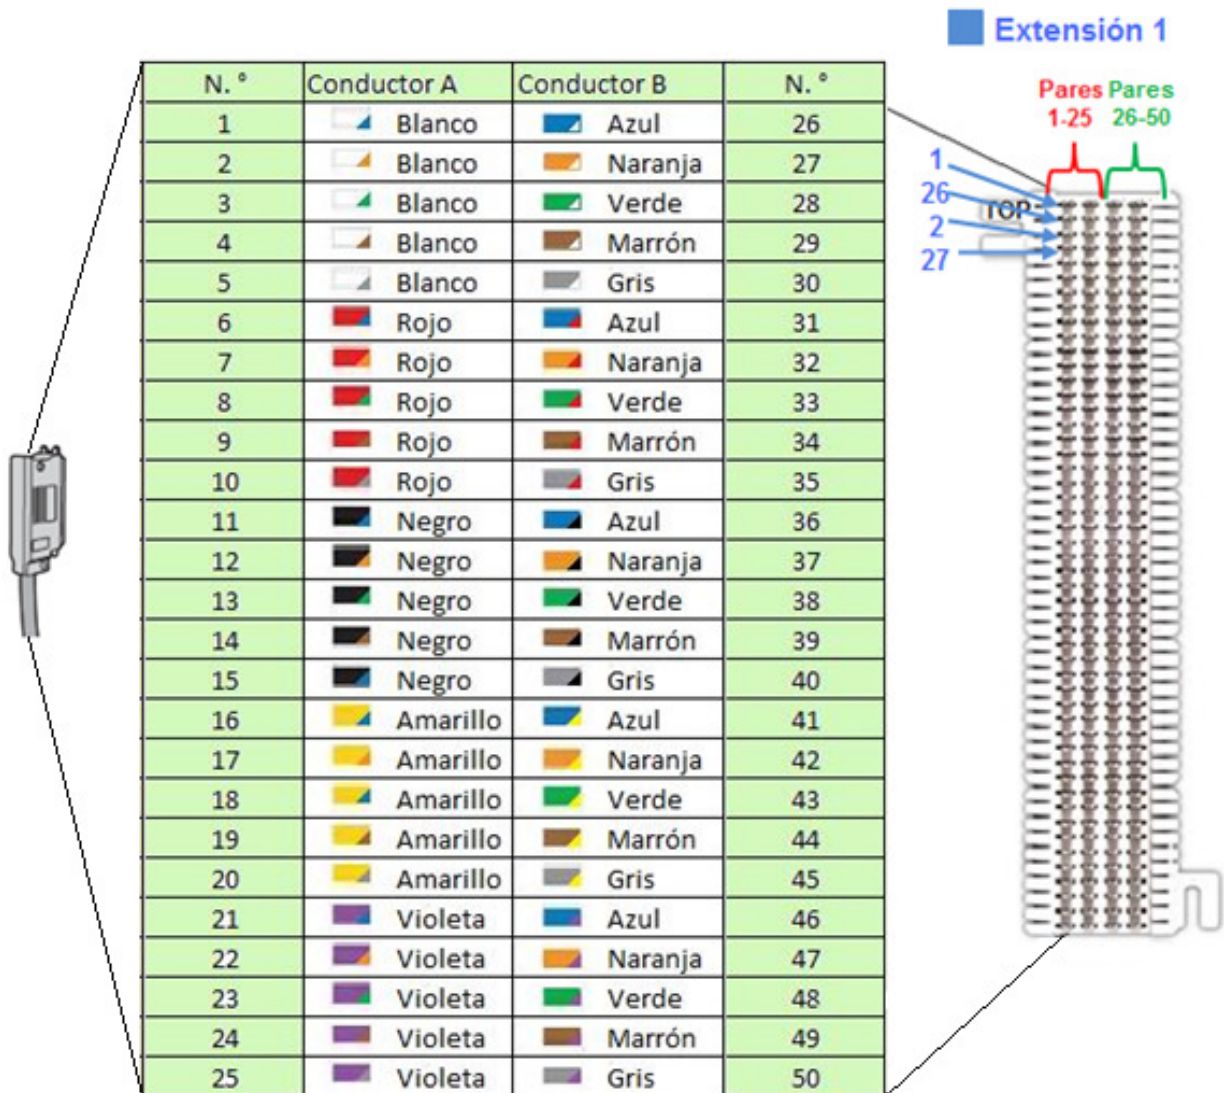 Extensión 1
N. ° Conductor A Conductor B N. °
1 Blanco Azul 26
2 Blanco Naranja 27
3 Blanco Verde 28
4 Blanco Marrón 29
5 Blanco Gris 30
6 Rojo Azul 31
7 Rojo Naranja 32
8 Rojo Verde 33
9 Rojo Marrón 34
10 Rojo Gris 35
11 Negro Azul 36
12 Negro Naranja 37
13 Negro Verde 38
14 Negro Marrón 39
15 Negro Gris 40
16 Amarillo Azul 41
17 Amarillo Naranja 42
18 Amarillo Verde 43
19 Amarillo Marrón 44
20 Amarillo Gris 45
21 Violeta Azul 46
22 Violeta Naranja 47
23 Violeta Verde 48
24 Violeta Marrón 49
25 Violeta Gris 50
Pares Pares
1-25 26-50
1
26
2
27
TOP